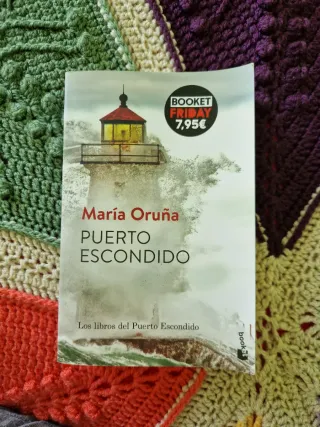 BOOKET
FRIDAY
7,95€
María Oruña
PUERTO
ESCONDIDO
Los libros del Puerto Escondido
booket